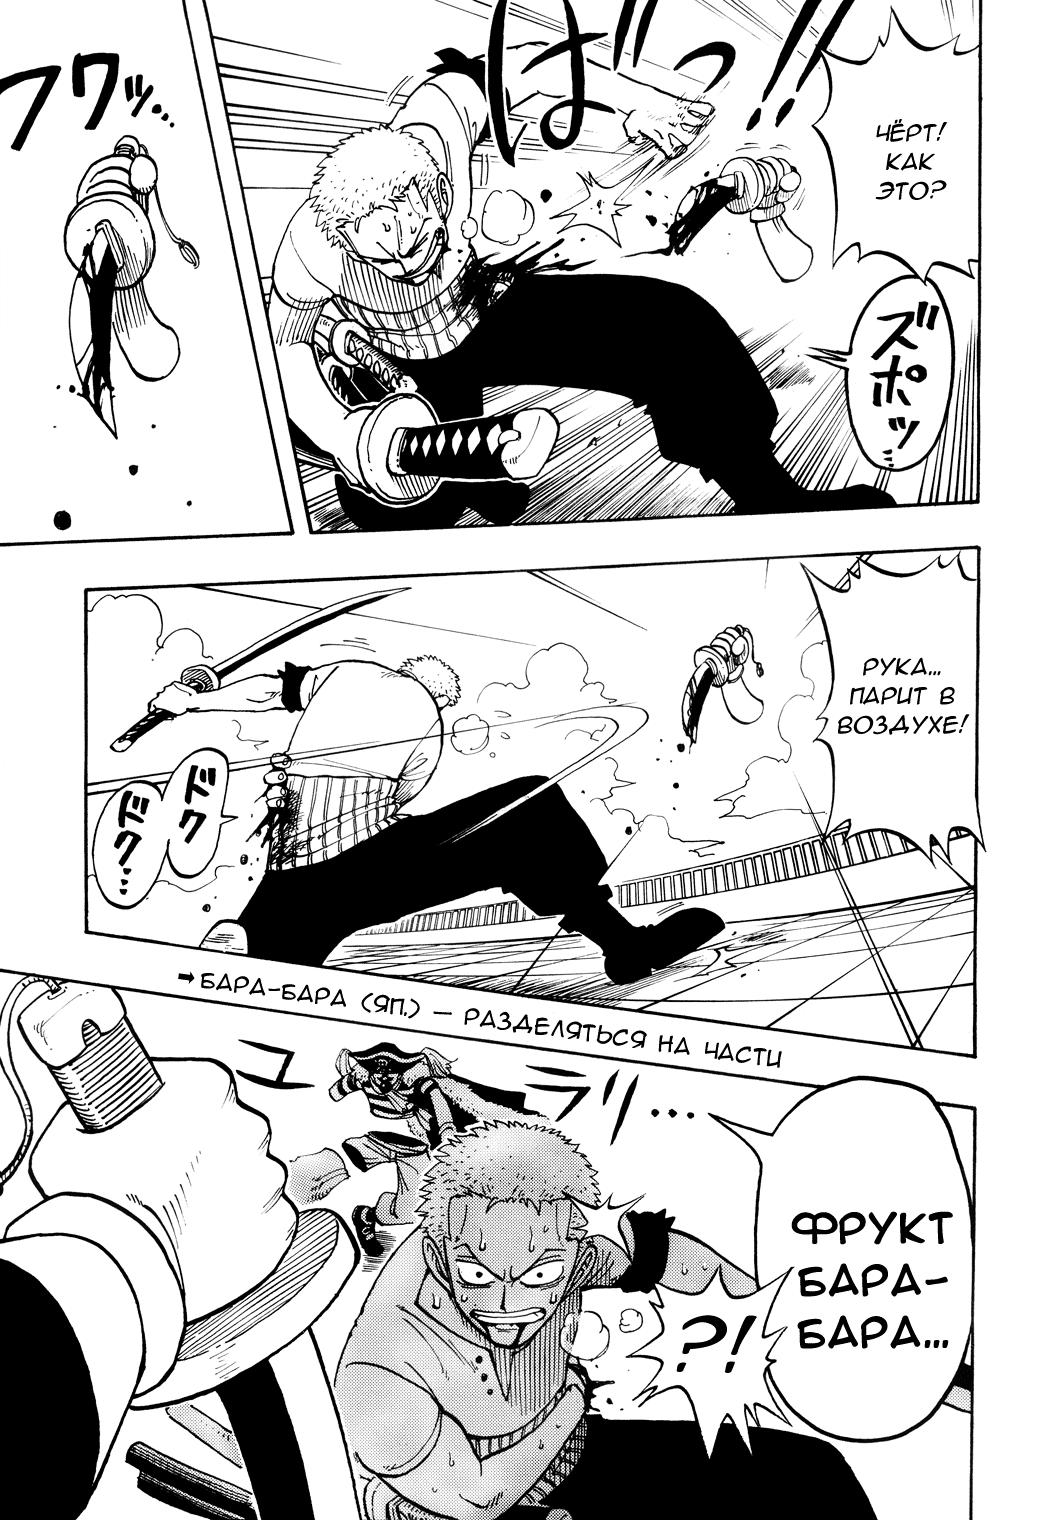 ЧЁРТ!
КАК
ЭТО?
ばっ!!
ズポッ
フワッ…
РУКА...
ПАРИТ В
ВОЗДУХЕ!
ドク
ドク…
➡БАРА-БАРА (ЯП.) — РАЗДЕЛЯТЬСЯ НА ЧАСТИ
ФРУКТ
БАРА-
БАРА...
ユラリ…
?!